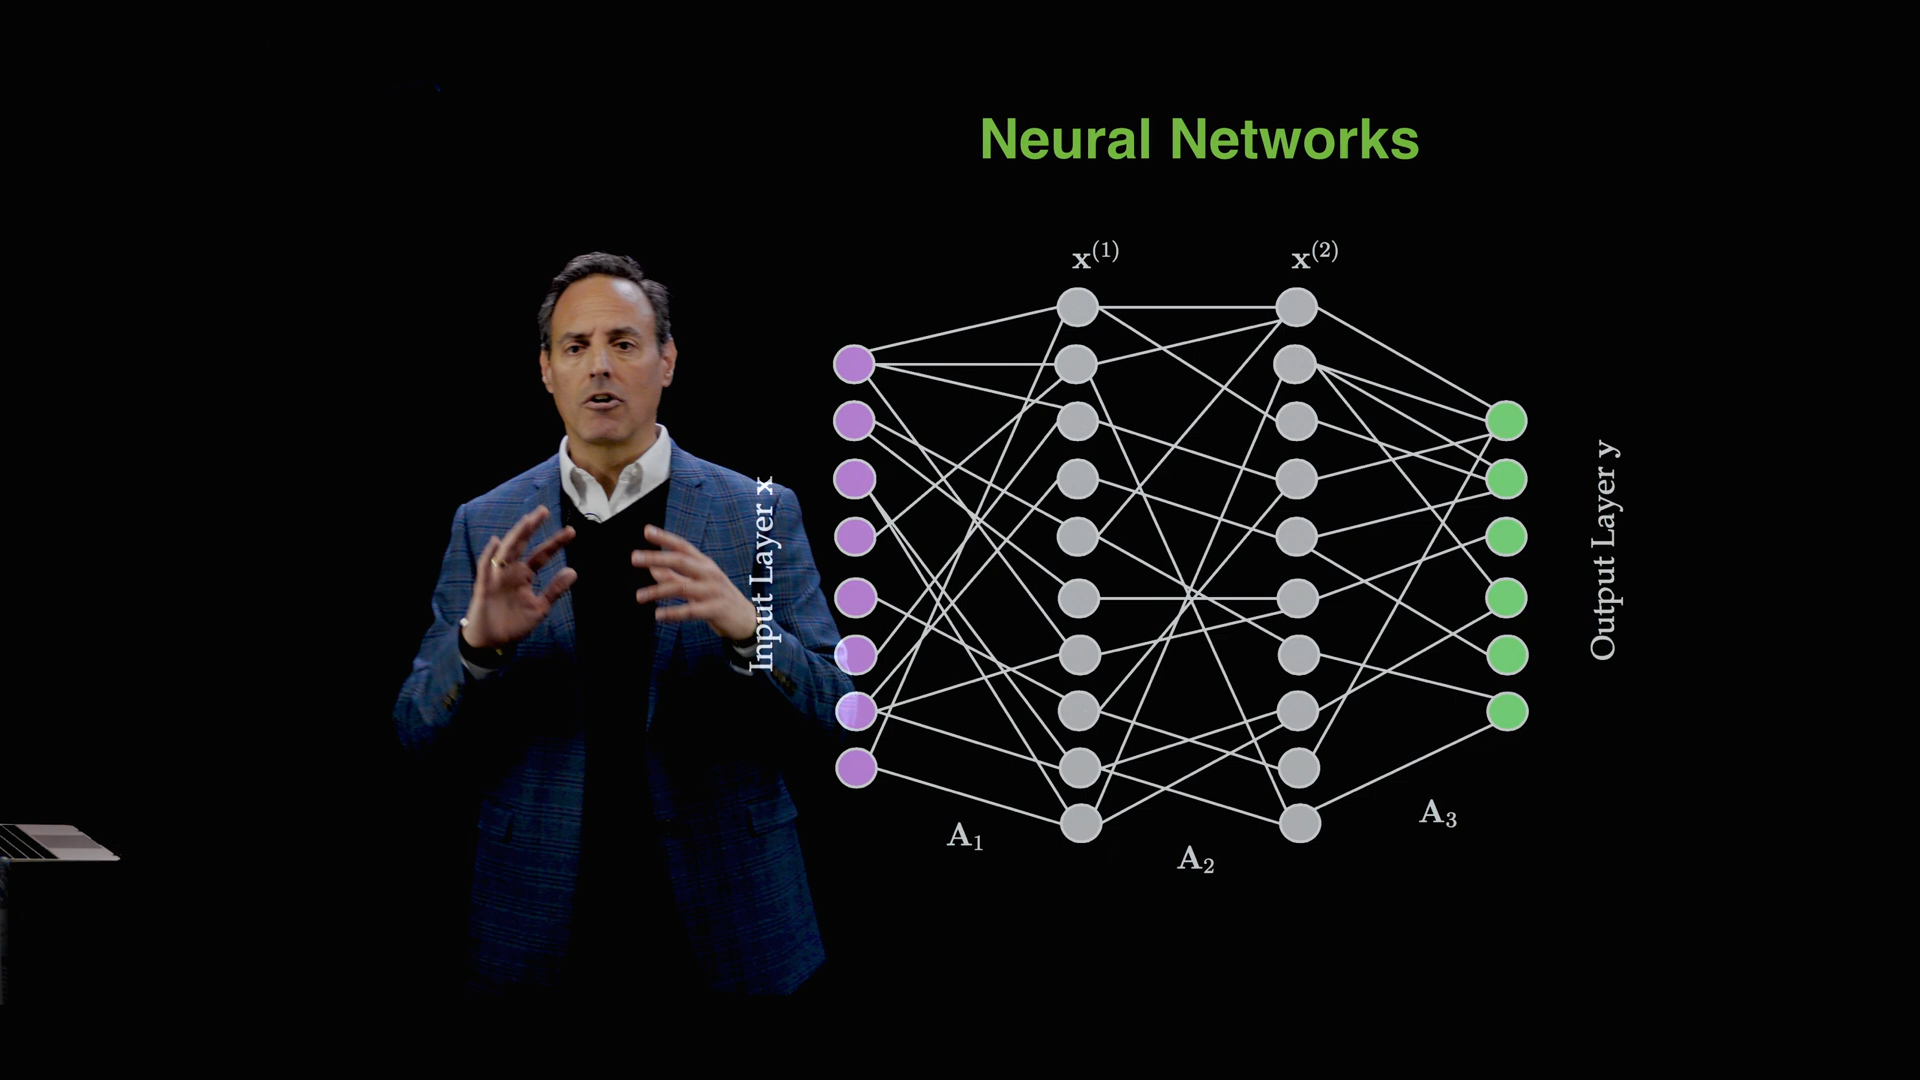 Neural Networks
x⁽¹⁾
x⁽²⁾
Input Layer x
Output Layer y
A₁
A₂
A₃